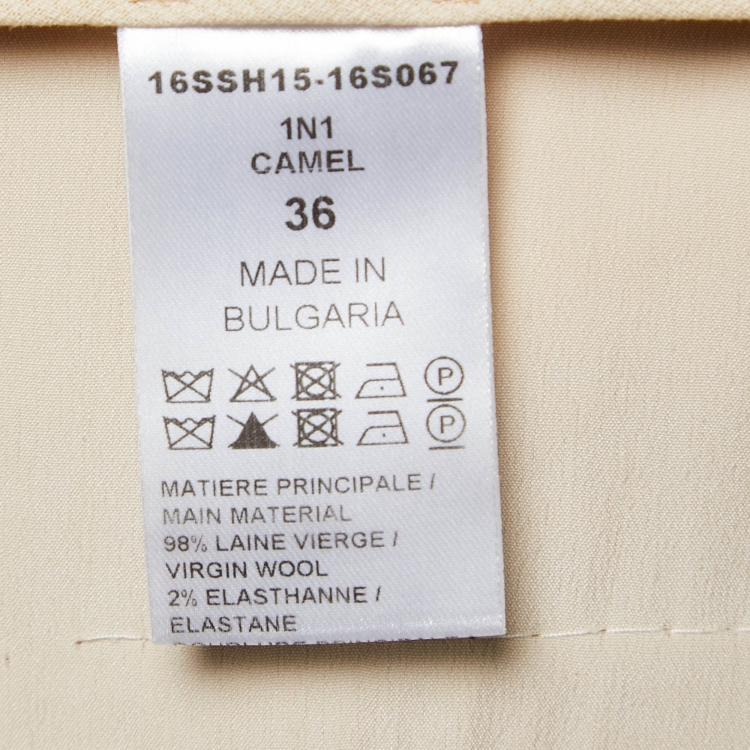 16SSH15-16S067
1N1
CAMEL
36
MADE IN
BULGARIA
P
P
MATIERE PRINCIPALE /
MAIN MATERIAL
98% LAINE VIERGE /
VIRGIN WOOL
2% ELASTHANNE /
ELASTANE